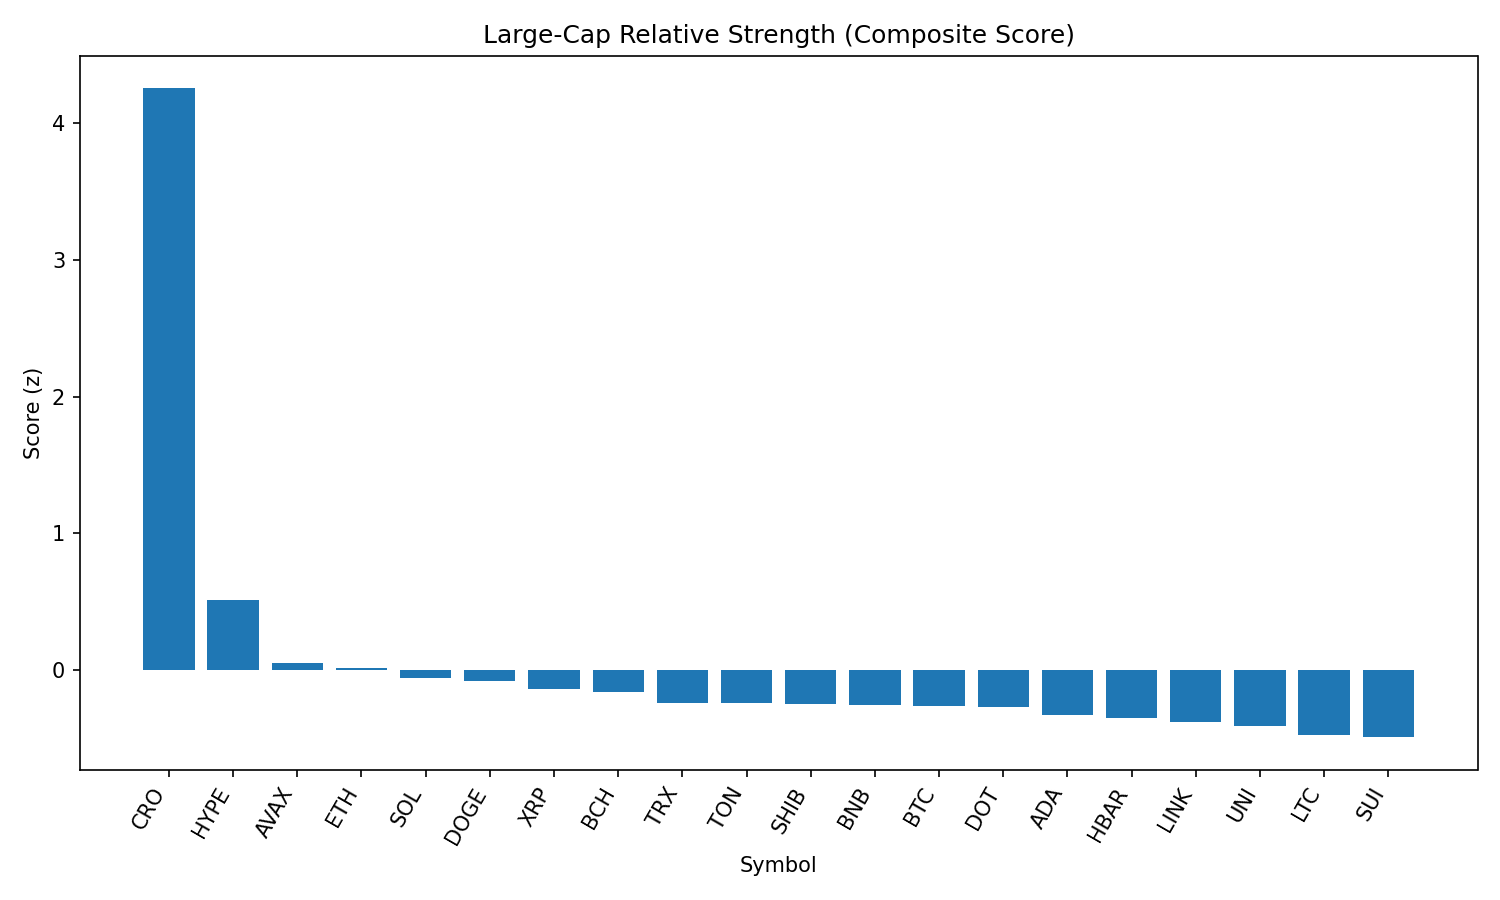 Large-Cap Relative Strength (Composite Score)
Score (z)
4
3
2
1
0
CRO
HYPE
AVAX
ETH
SOL
DOGE
XRP
BCH
TRX
TON
SHIB
BNB
BTC
DOT
ADA
HBAR
LINK
UNI
LTC
SUI
Symbol